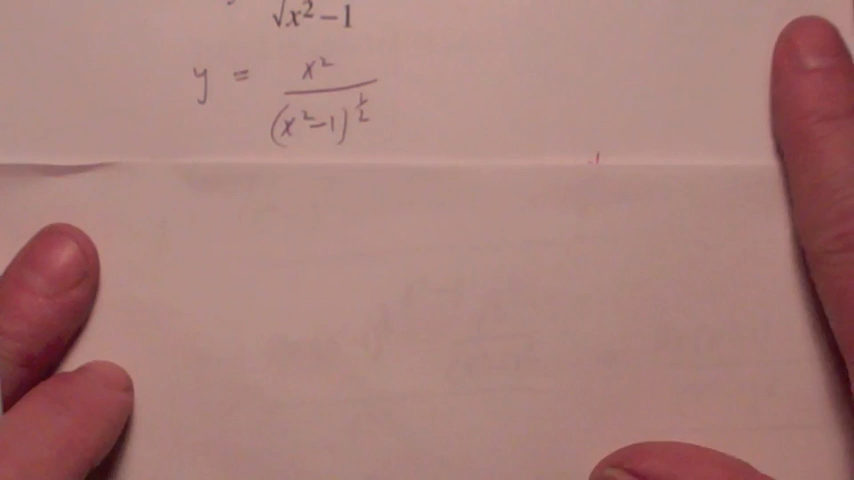 √x²−1
y = x²/(x²−1)^½